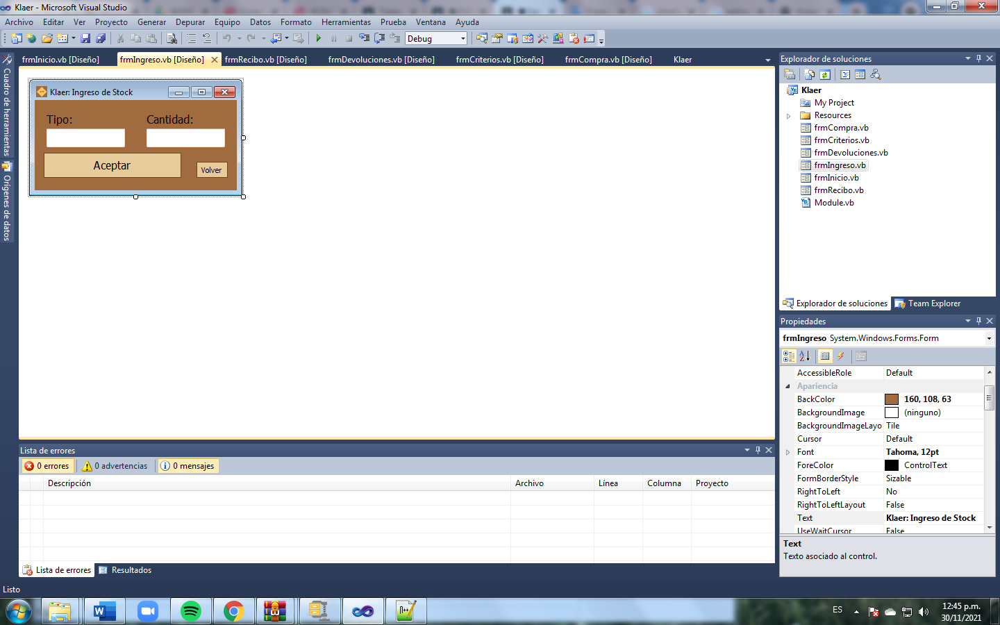 Klaer - Microsoft Visual Studio
Archivo Editar Ver Proyecto Generar Depurar Equipo Datos Formato Herramientas Prueba Ventana Ayuda
Debug
frmInicio.vb [Diseño] frmIngreso.vb [Diseño] frmRecibo.vb [Diseño] frmDevoluciones.vb [Diseño] frmCriterios.vb [Diseño] frmCompra.vb [Diseño] Klaer
Cuadro de herramientas
Orígenes de datos
Klaer: Ingreso de Stock
Tipo: Cantidad:
Aceptar
Volver
Explorador de soluciones
Klaer
My Project
Resources
frmCompra.vb
frmCriterios.vb
frmDevoluciones.vb
frmIngreso.vb
frmInicio.vb
frmRecibo.vb
Module.vb
Explorador de soluciones Team Explorer
Propiedades
frmIngreso System.Windows.Forms.Form
AccessibleRole Default
Apariencia
BackColor 160, 108, 63
BackgroundImage (ninguno)
BackgroundImageLayo Tile
Cursor Default
Font Tahoma, 12pt
ForeColor ControlText
FormBorderStyle Sizable
RightToLeft No
RightToLeftLayout False
Text Klaer: Ingreso de Stock
UseWaitCursor False
Text
Texto asociado al control.
Lista de errores
0 errores 0 advertencias 0 mensajes
Descripción Archivo Línea Columna Proyecto
Lista de errores Resultados
Listo
ES
12:45 p.m.
30/11/2021